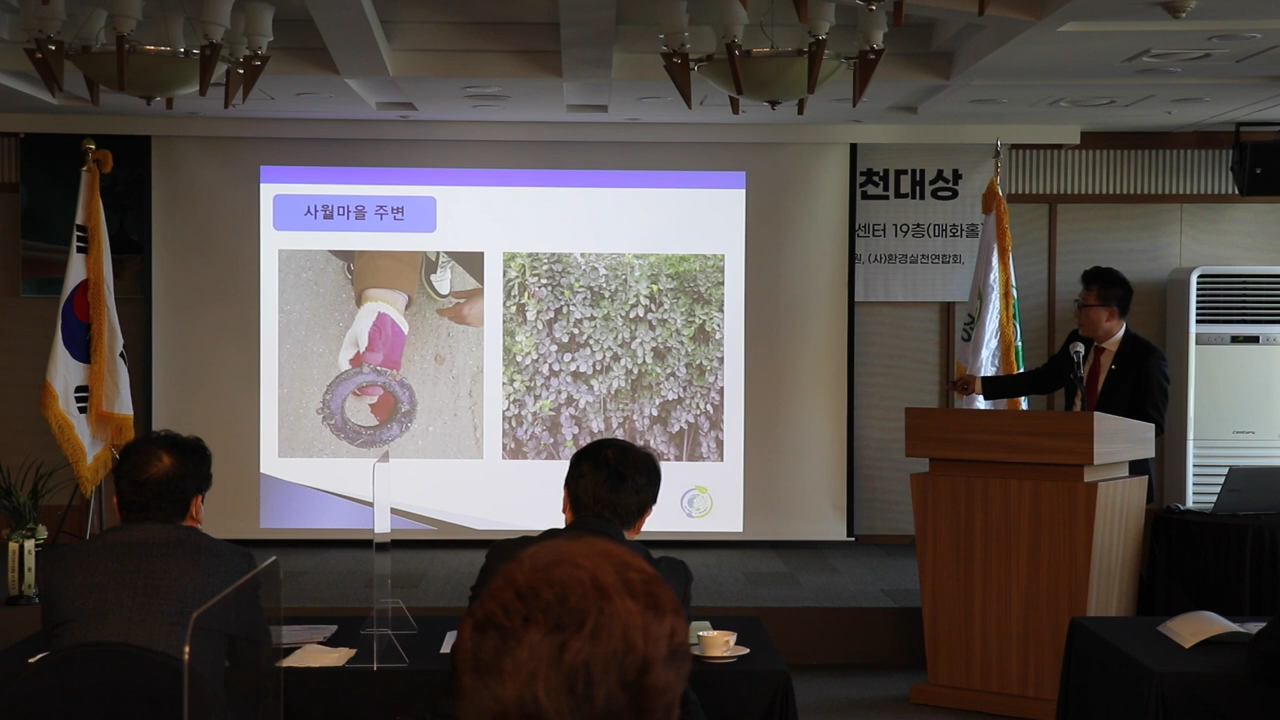 사월마을 주변
천대상
센터 19층(매화홀)
원, (사)환경실천연합회,